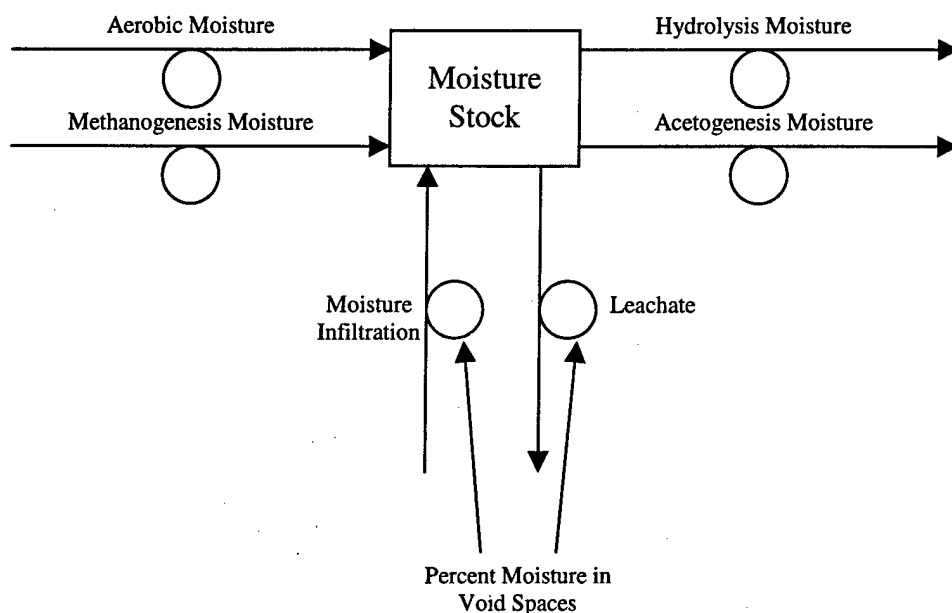 Aerobic Moisture
Hydrolysis Moisture
Moisture
Stock
Methanogenesis Moisture
Acetogenesis Moisture
Moisture
Infiltration
Leachate
Percent Moisture in
Void Spaces